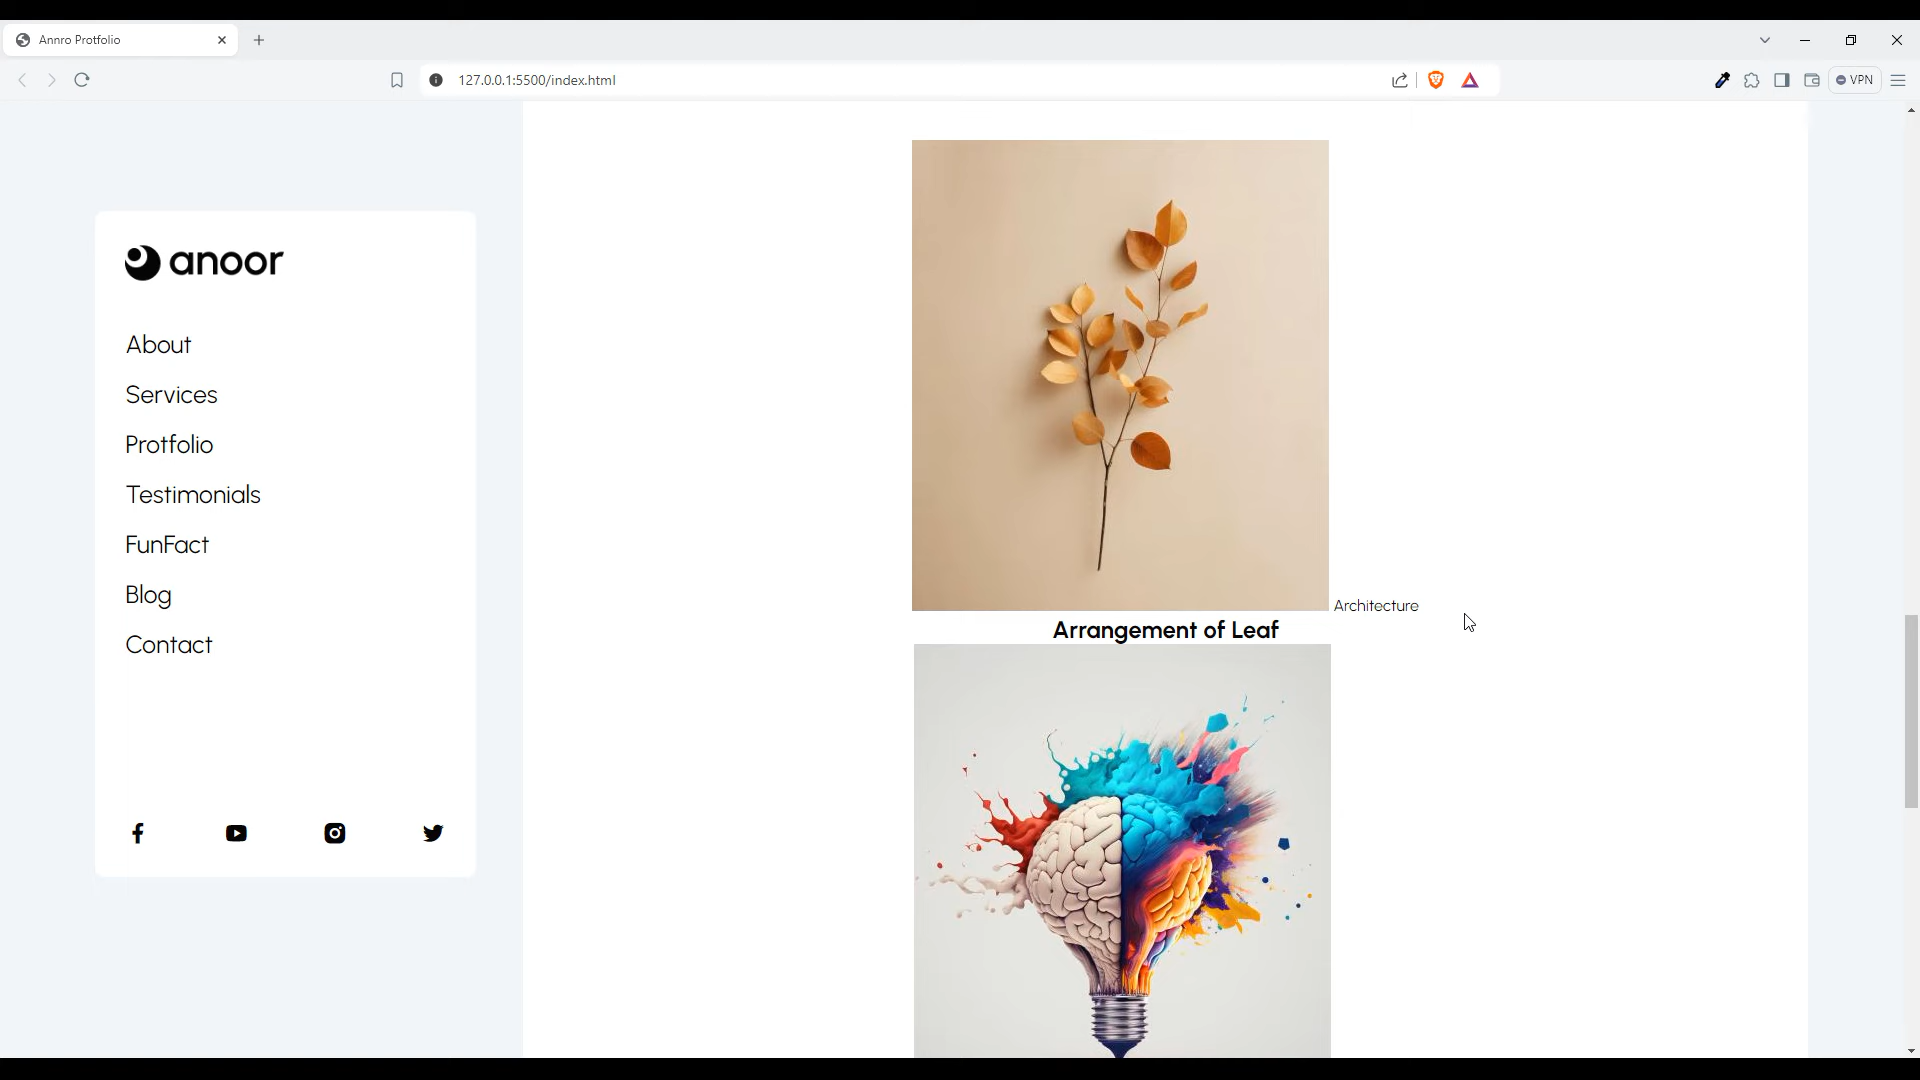 Annro Protfolio
127.0.0.1:5500/index.html
VPN
anoor
About
Services
Protfolio
Testimonials
FunFact
Blog
Contact
Architecture
Arrangement of Leaf